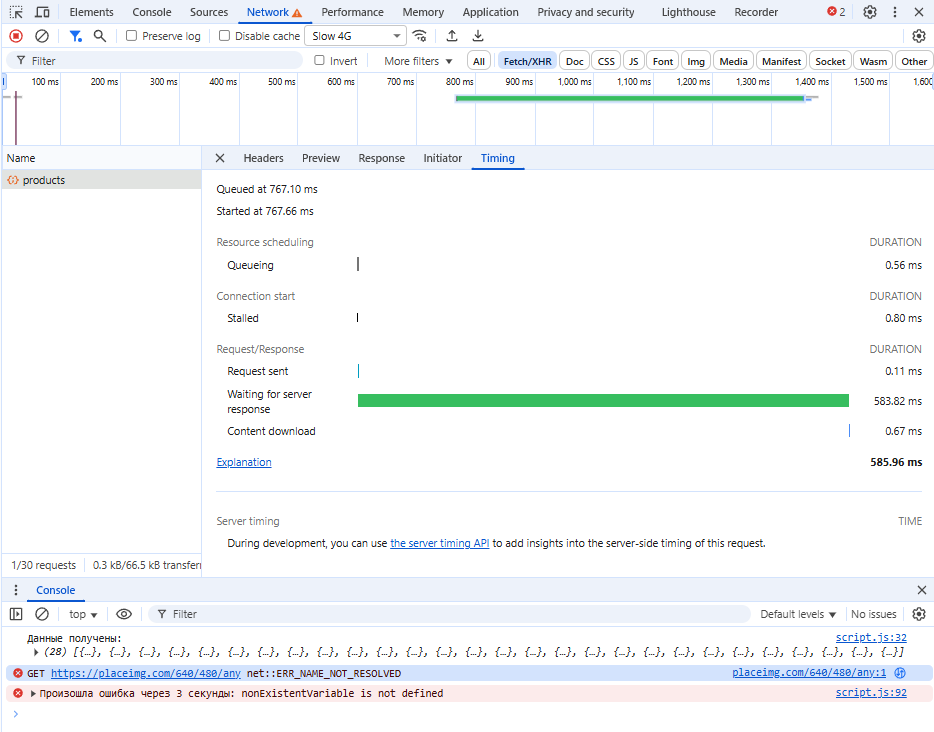 Elements Console Sources Network Performance Memory Application Privacy and security Lighthouse Recorder 2
Preserve log Disable cache Slow 4G
Filter Invert More filters All Fetch/XHR Doc CSS JS Font Img Media Manifest Socket Wasm Other
100 ms 200 ms 300 ms 400 ms 500 ms 600 ms 700 ms 800 ms 900 ms 1,000 ms 1,100 ms 1,200 ms 1,300 ms 1,400 ms 1,500 ms 1,600
Name Headers Preview Response Initiator Timing
products
Queued at 767.10 ms
Started at 767.66 ms
Resource scheduling DURATION
Queueing 0.56 ms
Connection start DURATION
Stalled 0.80 ms
Request/Response DURATION
Request sent 0.11 ms
Waiting for server
response 583.82 ms
Content download 0.67 ms
Explanation 585.96 ms
Server timing TIME
During development, you can use the server timing API to add insights into the server-side timing of this request.
1/30 requests 0.3 kB/66.5 kB transferr
Console
top Filter Default levels No issues
Данные получены: script.js:32
(28) [{…}, {…}, {…}, {…}, {…}, {…}, {…}, {…}, {…}, {…}, {…}, {…}, {…}, {…}, {…}, {…}, {…}, {…}, {…}, {…}, {…}, {…}, {…}, {…}, {…}, {…}, {…}, {…}]
GET https://placeimg.com/640/480/any net::ERR_NAME_NOT_RESOLVED placeimg.com/640/480/any:1
Произошла ошибка через 3 секунды: nonExistentVariable is not defined script.js:92